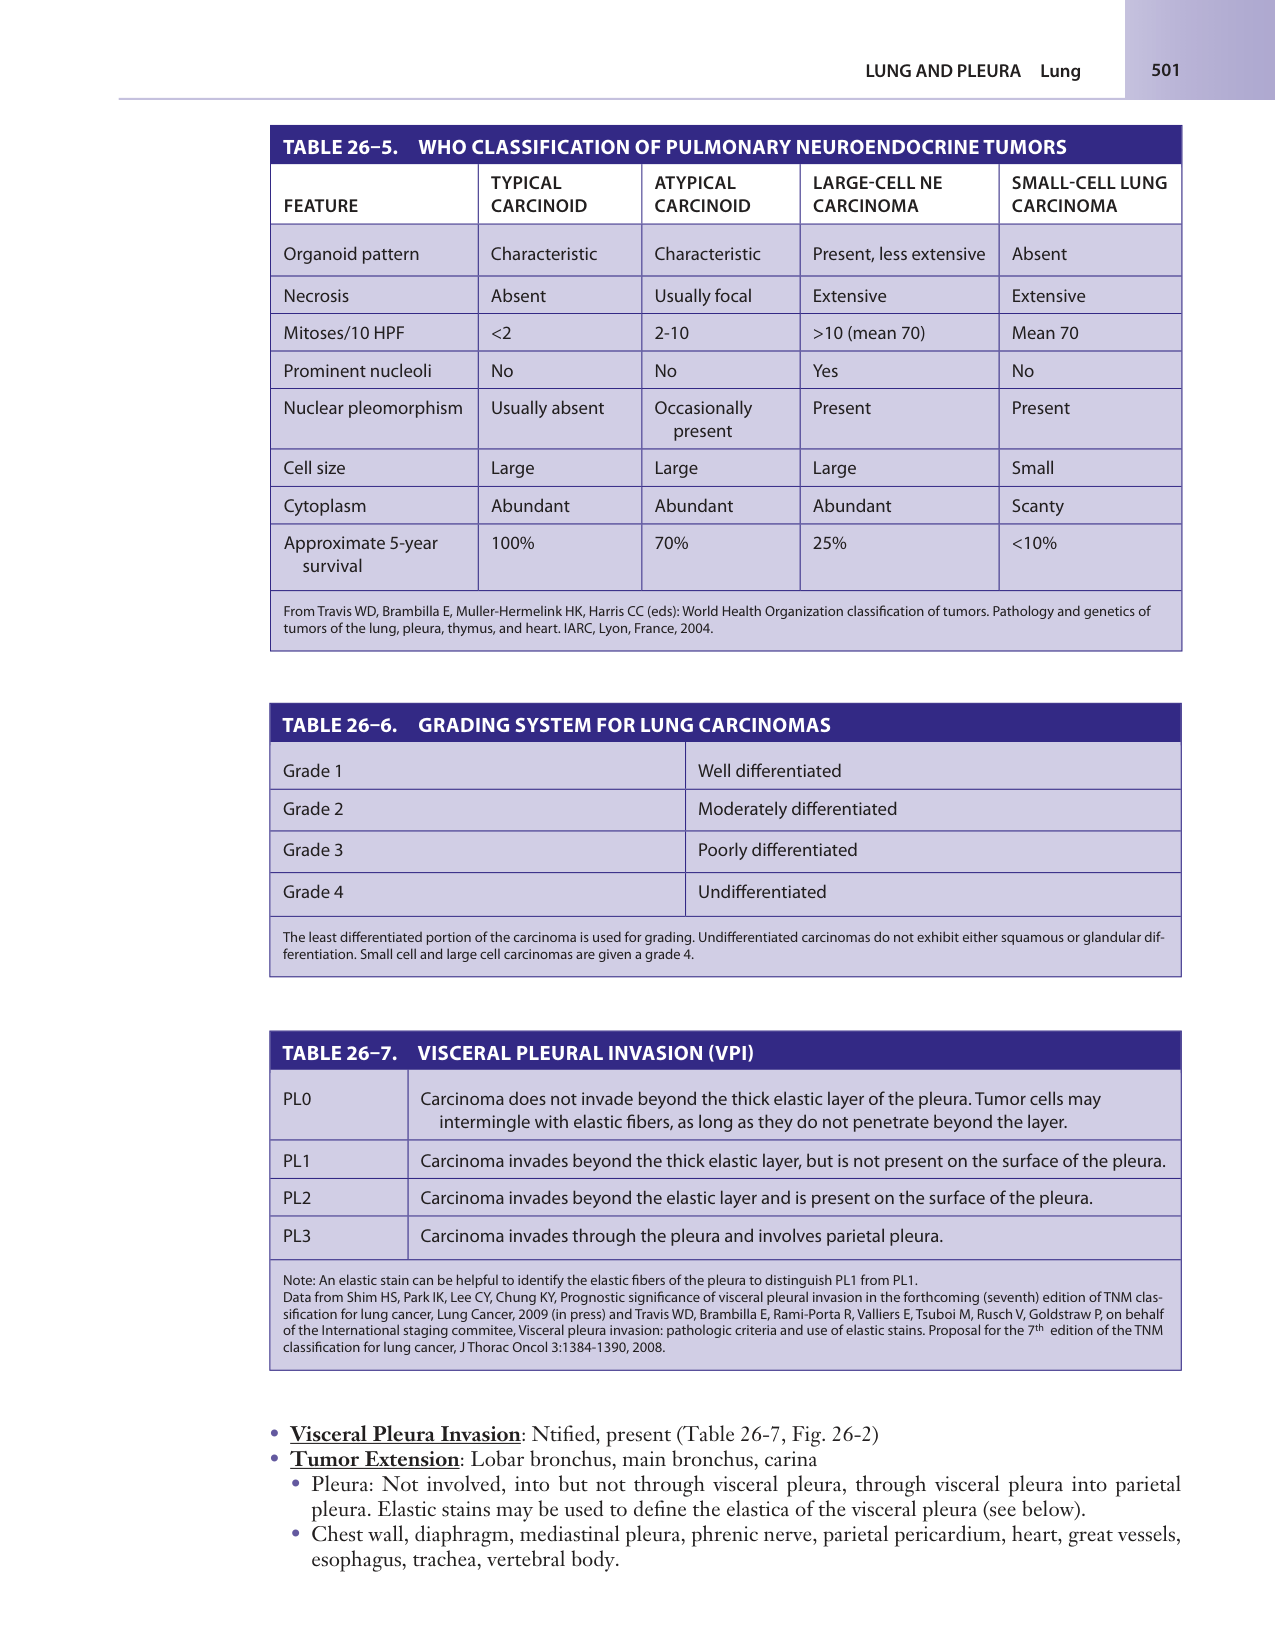 LUNG AND PLEURA Lung 501
TABLE 26–5. WHO CLASSIFICATION OF PULMONARY NEUROENDOCRINE TUMORS
FEATURE TYPICAL CARCINOID ATYPICAL CARCINOID LARGE-CELL NE CARCINOMA SMALL-CELL LUNG CARCINOMA
Organoid pattern Characteristic Characteristic Present, less extensive Absent
Necrosis Absent Usually focal Extensive Extensive
Mitoses/10 HPF <2 2-10 >10 (mean 70) Mean 70
Prominent nucleoli No No Yes No
Nuclear pleomorphism Usually absent Occasionally present Present Present
Cell size Large Large Large Small
Cytoplasm Abundant Abundant Abundant Scanty
Approximate 5-year survival 100% 70% 25% <10%
From Travis WD, Brambilla E, Muller-Hermelink HK, Harris CC (eds): World Health Organization classification of tumors. Pathology and genetics of
tumors of the lung, pleura, thymus, and heart. IARC, Lyon, France, 2004.
TABLE 26–6. GRADING SYSTEM FOR LUNG CARCINOMAS
Grade 1 Well differentiated
Grade 2 Moderately differentiated
Grade 3 Poorly differentiated
Grade 4 Undifferentiated
The least differentiated portion of the carcinoma is used for grading. Undifferentiated carcinomas do not exhibit either squamous or glandular dif-
ferentiation. Small cell and large cell carcinomas are given a grade 4.
TABLE 26–7. VISCERAL PLEURAL INVASION (VPI)
PL0 Carcinoma does not invade beyond the thick elastic layer of the pleura. Tumor cells may
intermingle with elastic fibers, as long as they do not penetrate beyond the layer.
PL1 Carcinoma invades beyond the thick elastic layer, but is not present on the surface of the pleura.
PL2 Carcinoma invades beyond the elastic layer and is present on the surface of the pleura.
PL3 Carcinoma invades through the pleura and involves parietal pleura.
Note: An elastic stain can be helpful to identify the elastic fibers of the pleura to distinguish PL1 from PL1.
Data from Shim HS, Park IK, Lee CY, Chung KY, Prognostic significance of visceral pleural invasion in the forthcoming (seventh) edition of TNM clas-
sification for lung cancer, Lung Cancer, 2009 (in press) and Travis WD, Brambilla E, Rami-Porta R, Valliers E, Tsuboi M, Rusch V, Goldstraw P, on behalf
of the International staging commitee, Visceral pleura invasion: pathologic criteria and use of elastic stains. Proposal for the 7th edition of the TNM
classification for lung cancer, J Thorac Oncol 3:1384-1390, 2008.
• Visceral Pleura Invasion: Ntified, present (Table 26-7, Fig. 26-2)
• Tumor Extension: Lobar bronchus, main bronchus, carina
• Pleura: Not involved, into but not through visceral pleura, through visceral pleura into parietal
pleura. Elastic stains may be used to define the elastica of the visceral pleura (see below).
• Chest wall, diaphragm, mediastinal pleura, phrenic nerve, parietal pericardium, heart, great vessels,
esophagus, trachea, vertebral body.